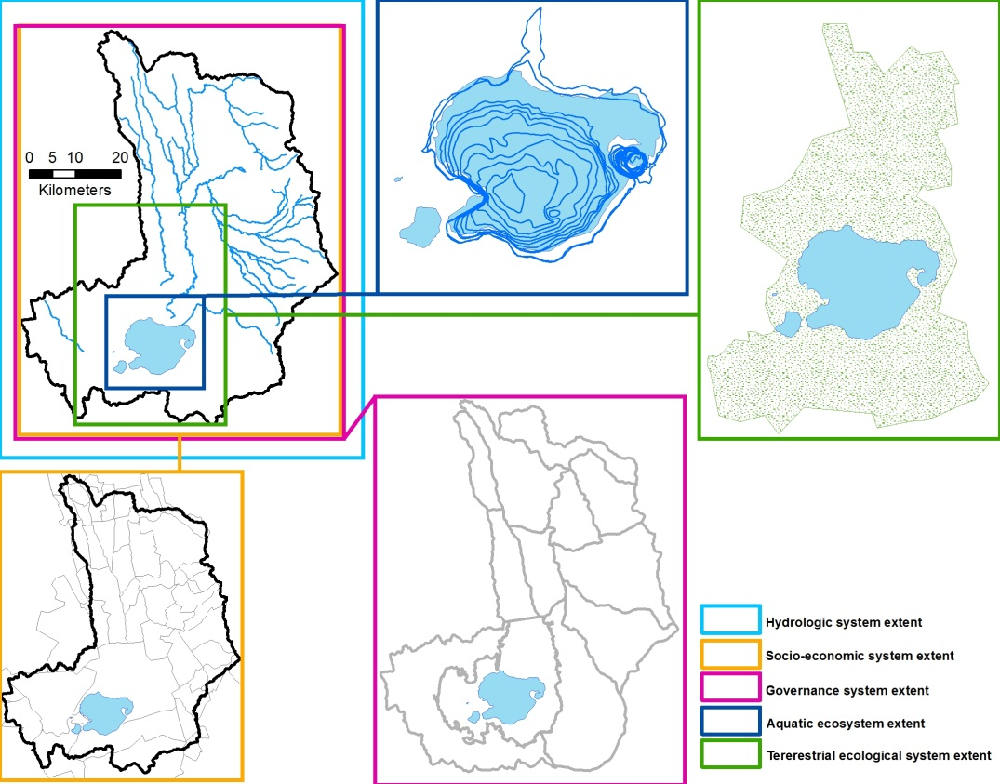 0 5 10 20
Kilometers
Hydrologic system extent
Socio-economic system extent
Governance system extent
Aquatic ecosystem extent
Tererestrial ecological system extent